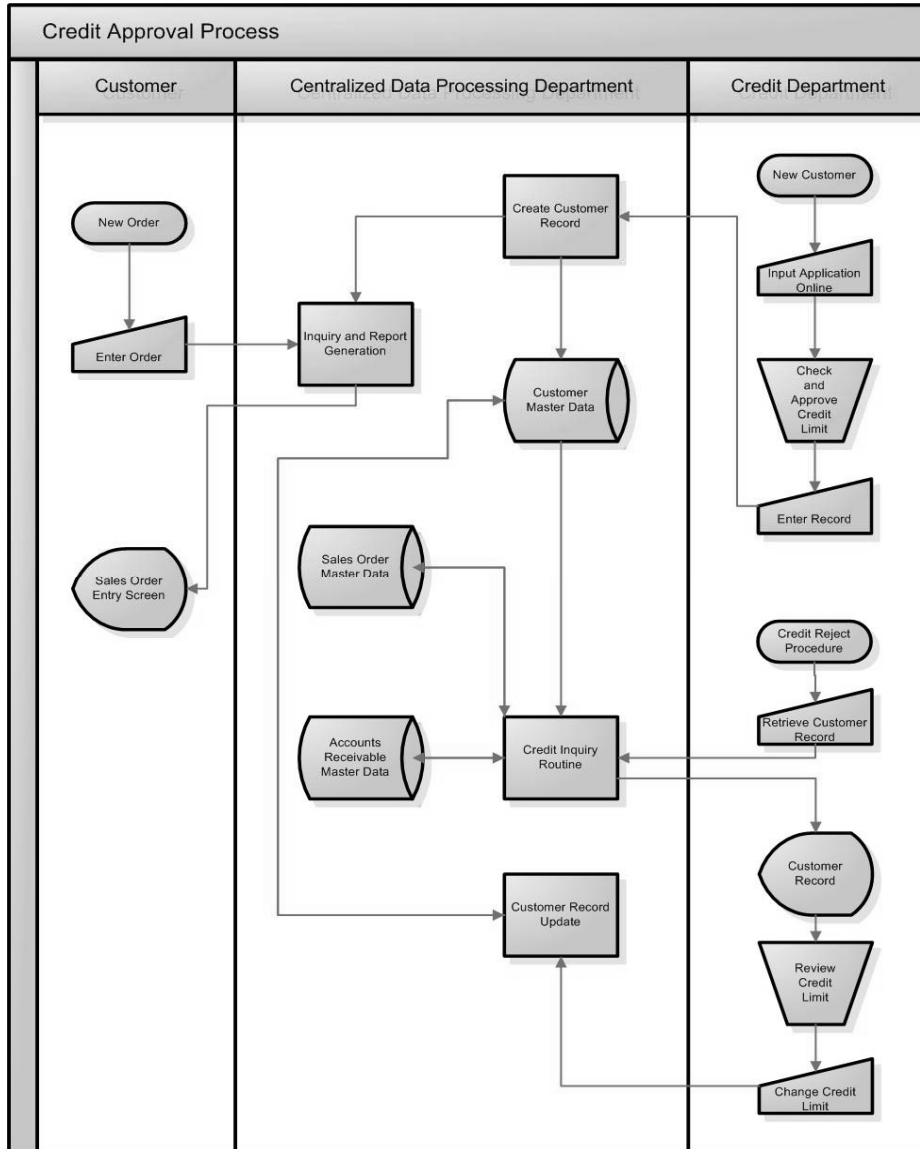 Credit Approval Process
Customer
Centralized Data Processing Department
Credit Department
New Order
Enter Order
Sales Order
Entry Screen
Create Customer
Record
Inquiry and Report
Generation
Customer
Master Data
Sales Order
Master Data
Accounts
Receivable
Master Data
Credit Inquiry
Routine
Customer Record
Update
New Customer
Input Application
Online
Check
and
Approve
Credit
Limit
Enter Record
Credit Reject
Procedure
Retrieve Customer
Record
Customer
Record
Review
Credit
Limit
Change Credit
Limit